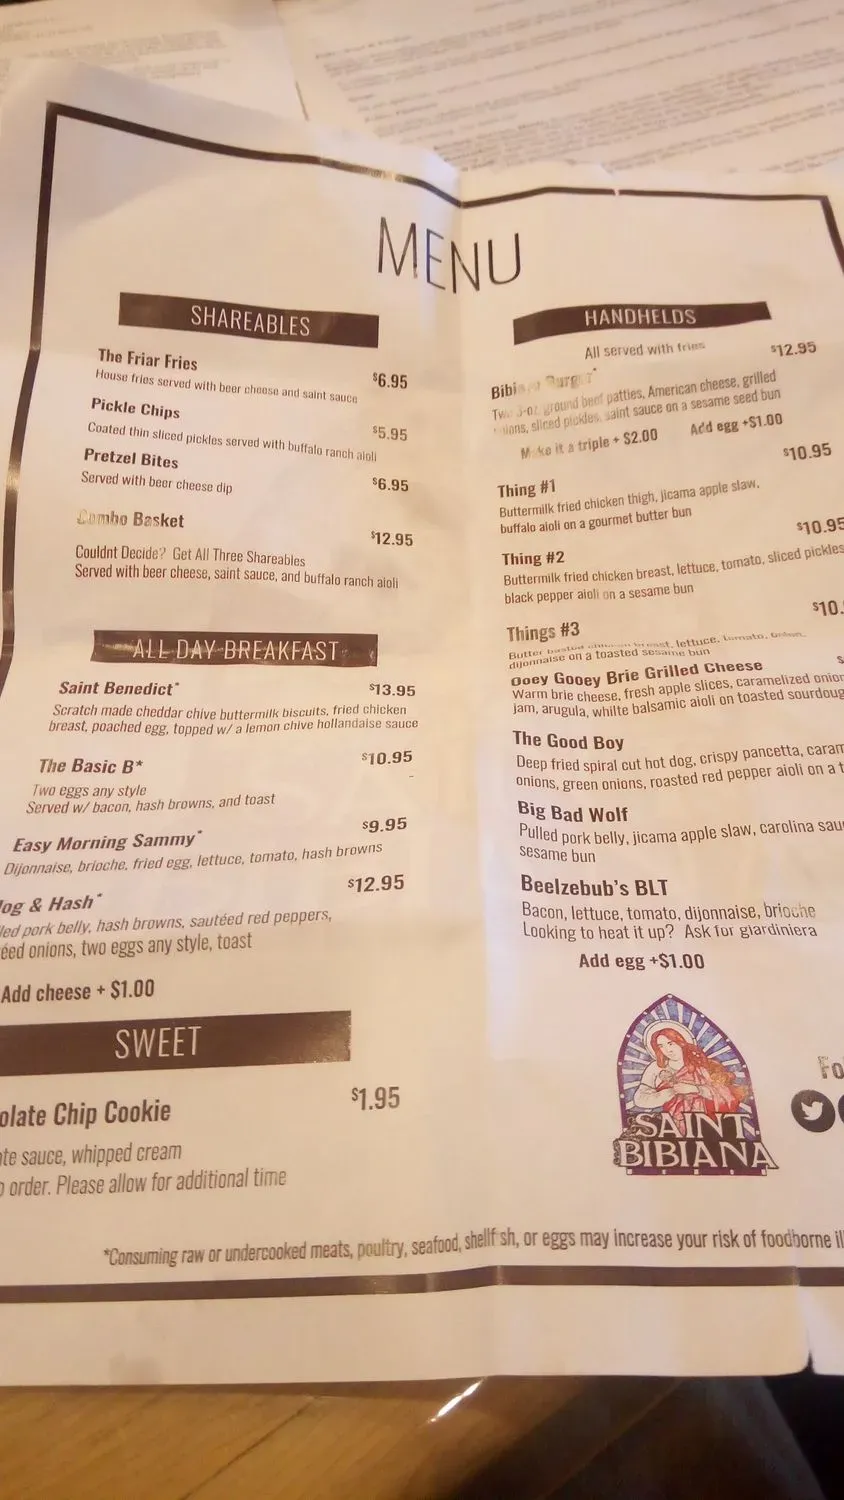 MENU
SHAREABLES
The Friar Fries
$6.95
House fries served with beer cheese and saint sauce
Pickle Chips
$5.95
Coated thin sliced pickles served with buffalo ranch aioli
Pretzel Bites
$6.95
Served with beer cheese dip
Combo Basket
$12.95
Couldnt Decide? Get All Three Shareables
Served with beer cheese, saint sauce, and buffalo ranch aioli
ALL DAY BREAKFAST
Saint Benedict*
$13.95
Scratch made cheddar chive buttermilk biscuits, fried chicken
breast, poached egg, topped w/ a lemon chive hollandaise sauce
The Basic B*
$10.95
Two eggs any style
Served w/ bacon, hash browns, and toast
Easy Morning Sammy*
$9.95
Dijonnaise, brioche, fried egg, lettuce, tomato, hash browns
& Hash*
$12.95
pork belly, hash browns, sautéed red peppers,
onions, two eggs any style, toast
Add cheese + $1.00
SWEET
Chip Cookie
$1.95
sauce, whipped cream
order. Please allow for additional time
HANDHELDS
All served with fries
$12.95
Burger*
ground beef patties, American cheese, grilled
sliced pickles, saint sauce on a sesame seed bun
Make it a triple + $2.00 Add egg +$1.00
Thing #1
$10.95
Buttermilk fried chicken thigh, jicama apple slaw,
buffalo aioli on a gourmet butter bun
Thing #2
$10.95
Buttermilk fried chicken breast, lettuce, tomato, sliced pickles
black pepper aioli on a sesame bun
Things #3
$10.
lettuce, tomato,
dijonnaise on a toasted sesame bun
Ooey Gooey Brie Grilled Cheese
Warm brie cheese, fresh apple slices, caramelized onion
jam, arugula, whilte balsamic aioli on toasted
The Good Boy
Deep fried spiral cut hot dog, crispy pancetta,
onions, green onions, roasted red pepper aioli on a
Big Bad Wolf
Pulled pork belly, jicama apple slaw, carolina
sesame bun
Beelzebub's BLT
Bacon, lettuce, tomato, dijonnaise, brioche
Looking to heat it up? Ask for giardiniera
Add egg +$1.00
SAINT
BIBIANA
*Consuming raw or undercooked meats, poultry, seafood, shellfish, or eggs may increase your risk of foodborne